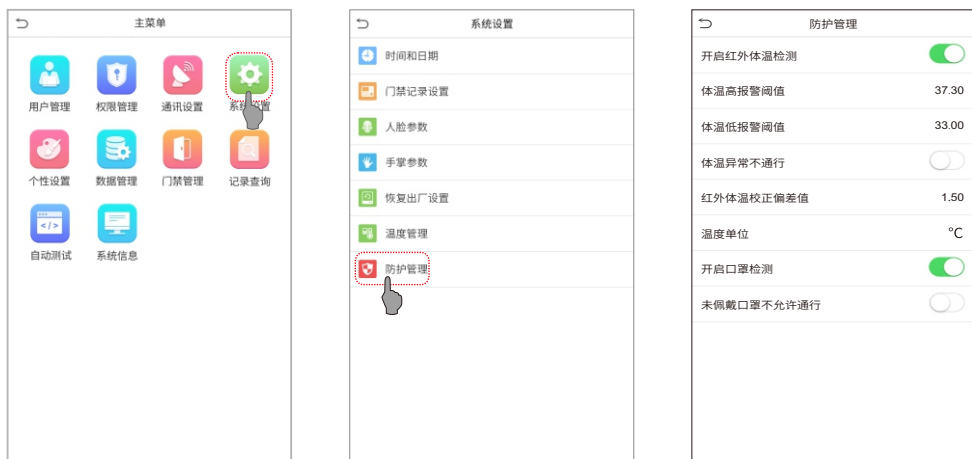 主菜单
用户管理 权限管理 通讯设置 系统设置
个性设置 数据管理 门禁管理 记录查询
</>
自动测试 系统信息
系统设置
时间和日期
门禁记录设置
人脸参数
手掌参数
恢复出厂设置
温度管理
防护管理
防护管理
开启红外体温检测
体温高报警阈值 37.30
体温低报警阈值 33.00
体温异常不通行
红外体温校正偏差值 1.50
温度单位 °C
开启口罩检测
未佩戴口罩不允许通行